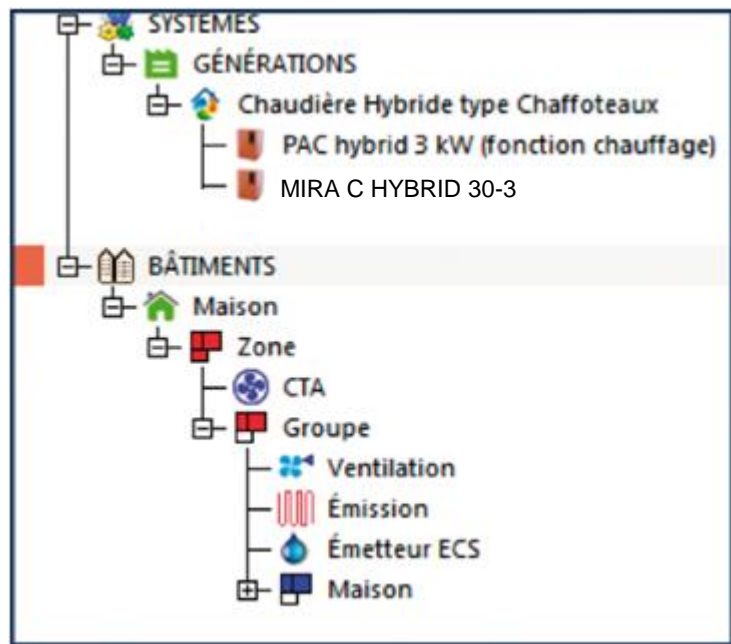 SYSTÈMES
GÉNÉRATIONS
Chaudière Hybride type Chaffoteaux
PAC hybrid 3 kW (fonction chauffage)
MIRA C HYBRID 30-3
BÂTIMENTS
Maison
Zone
CTA
Groupe
Ventilation
Émission
Émetteur ECS
Maison